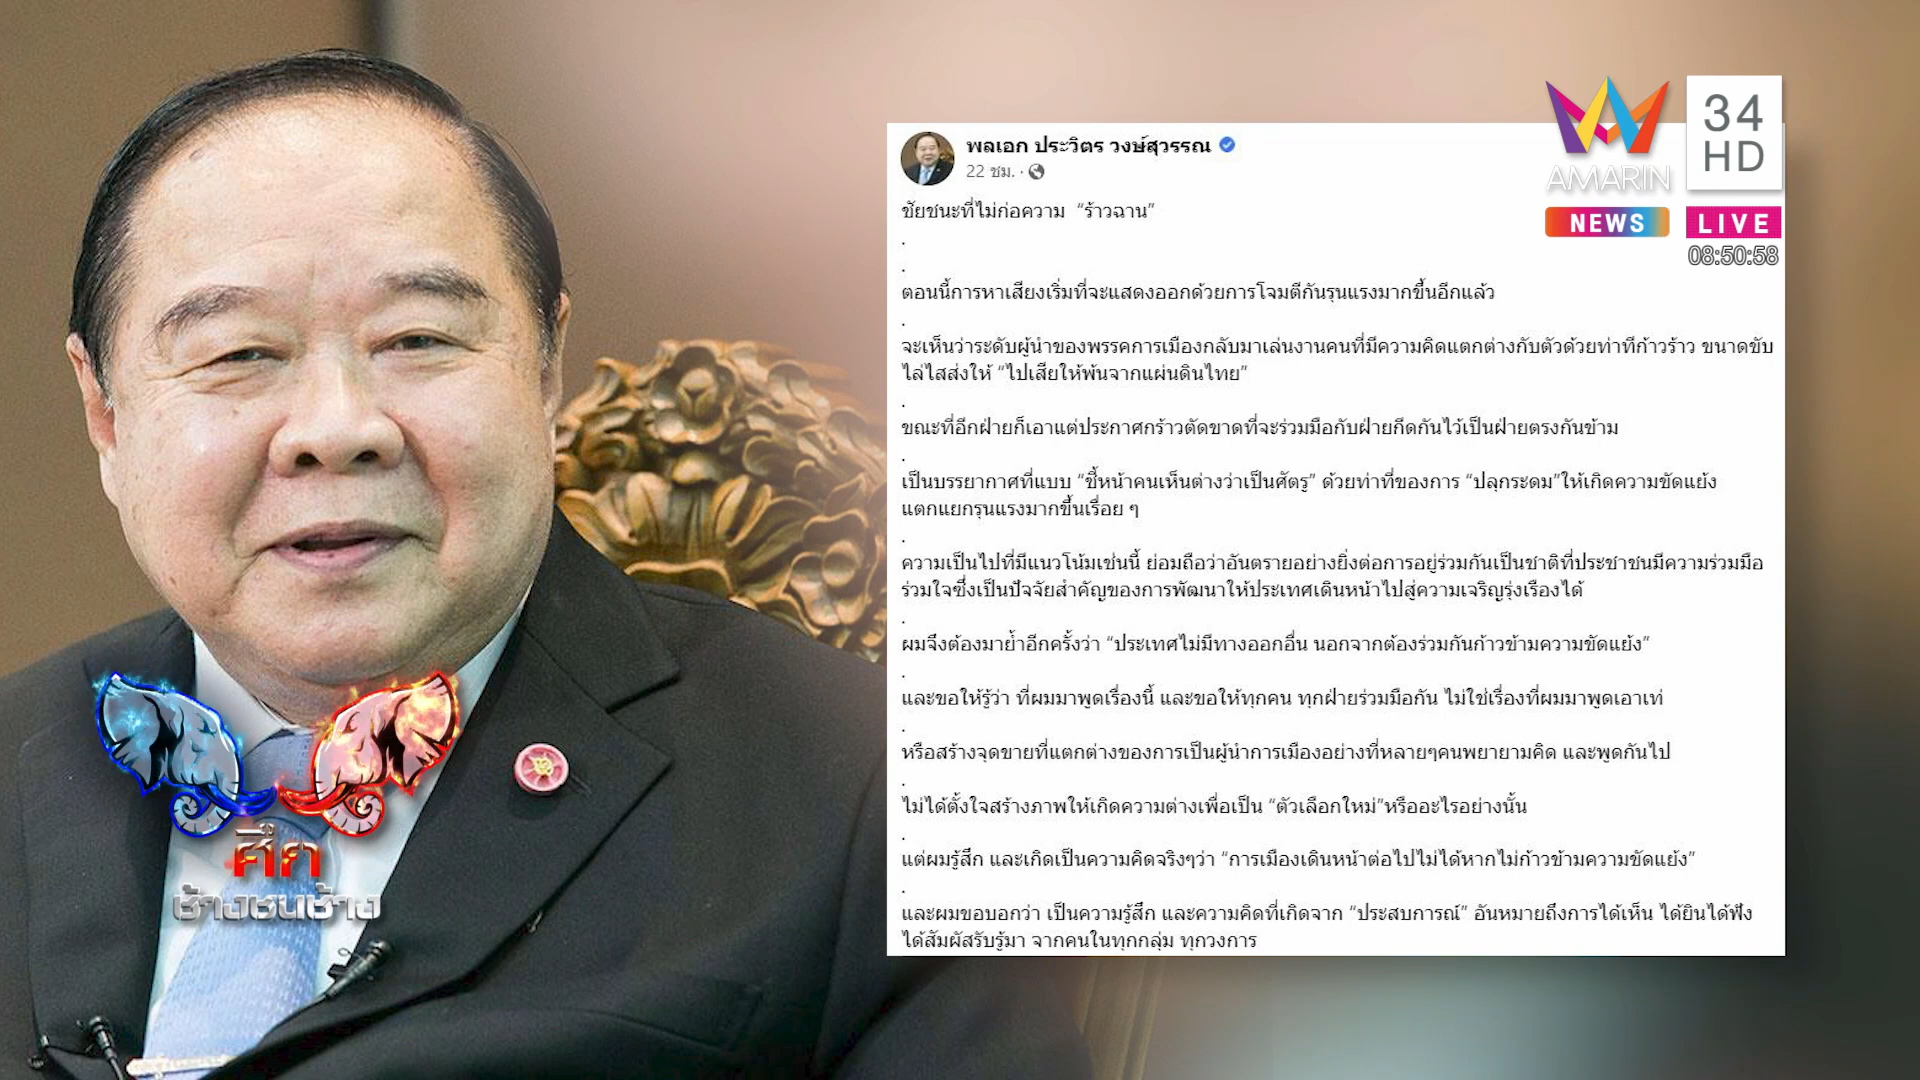 AMARIN
NEWS
34
HD
LIVE
08:50:58
พลเอก ประวิตร วงษ์สุวรรณ
22 ชม. ·
ชัยชนะที่ไม่ก่อความ “ร้าวฉาน”
.
.
ตอนนี้การหาเสียงเริ่มที่จะแสดงออกด้วยการโจมตีกันรุนแรงมากขึ้นอีกแล้ว
.
จะเห็นว่าระดับผู้นำของพรรคการเมืองกลับมาเล่นงานคนที่มีความคิดแตกต่างกับตัวด้วยท่าทีก้าวร้าว ขนาดขับ
ไล่ไสส่งให้ “ไปเสียให้พ้นจากแผ่นดินไทย”
.
ขณะที่อีกฝ่ายก็เอาแต่ประกาศกร้าวตัดขาดที่จะร่วมมือกับฝ่ายกีดกันไว้เป็นฝ่ายตรงกันข้าม
.
เป็นบรรยากาศที่แบบ “ชี้หน้าคนเห็นต่างว่าเป็นศัตรู” ด้วยท่าที่ของการ “ปลุกระดม”ให้เกิดความขัดแย้ง
แตกแยกรุนแรงมากขึ้นเรื่อย ๆ
.
ความเป็นไปที่มีแนวโน้มเช่นนี้ ย่อมถือว่าอันตรายอย่างยิ่งต่อการอยู่ร่วมกันเป็นชาติที่ประชาชนมีความร่วมมือ
ร่วมใจซึ่งเป็นปัจจัยสำคัญของการพัฒนาให้ประเทศเดินหน้าไปสู่ความเจริญรุ่งเรืองได้
.
ผมจึงต้องมาย้ำอีกครั้งว่า “ประเทศไม่มีทางออกอื่น นอกจากต้องร่วมกันก้าวข้ามความขัดแย้ง”
.
และขอให้รู้ว่า ที่ผมมาพูดเรื่องนี้ และขอให้ทุกคน ทุกฝ่ายร่วมมือกัน ไม่ใช่เรื่องที่ผมมาพูดเอาเท่
.
หรือสร้างจุดขายที่แตกต่างของการเป็นผู้นำการเมืองอย่างที่หลายๆคนพยายามคิด และพูดกันไป
.
ไม่ได้ตั้งใจสร้างภาพให้เกิดความต่างเพื่อเป็น “ตัวเลือกใหม่”หรืออะไรอย่างนั้น
.
แต่ผมรู้สึก และเกิดเป็นความคิดจริงๆว่า “การเมืองเดินหน้าต่อไปไม่ได้หากไม่ก้าวข้ามความขัดแย้ง”
.
และผมขอบอกว่า เป็นความรู้สึก และความคิดที่เกิดจาก “ประสบการณ์” อันหมายถึงการได้เห็น ได้ยินได้ฟัง
ได้สัมผัสรับรู้มา จากคนในทุกกลุ่ม ทุกวงการ
ศึก
ช้างชนช้าง